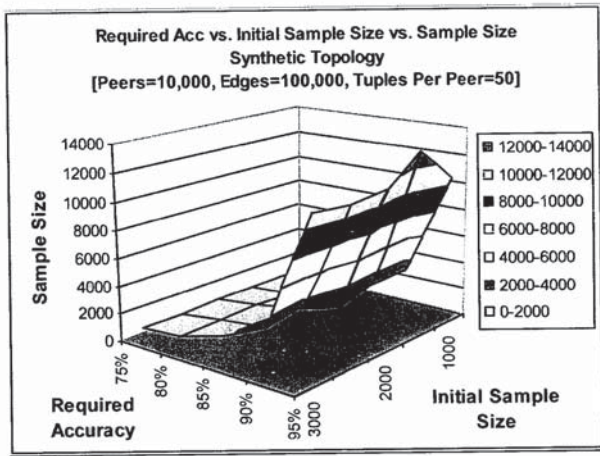 Required Acc vs. Initial Sample Size vs. Sample Size
Synthetic Topology
[Peers=10,000, Edges=100,000, Tuples Per Peer=50]
14000
12000
10000
8000
6000
4000
2000
0
Sample Size
75%
80%
85%
90%
95%
Required
Accuracy
3000
2000
1000
Initial Sample
Size
12000-14000
10000-12000
8000-10000
6000-8000
4000-6000
2000-4000
0-2000